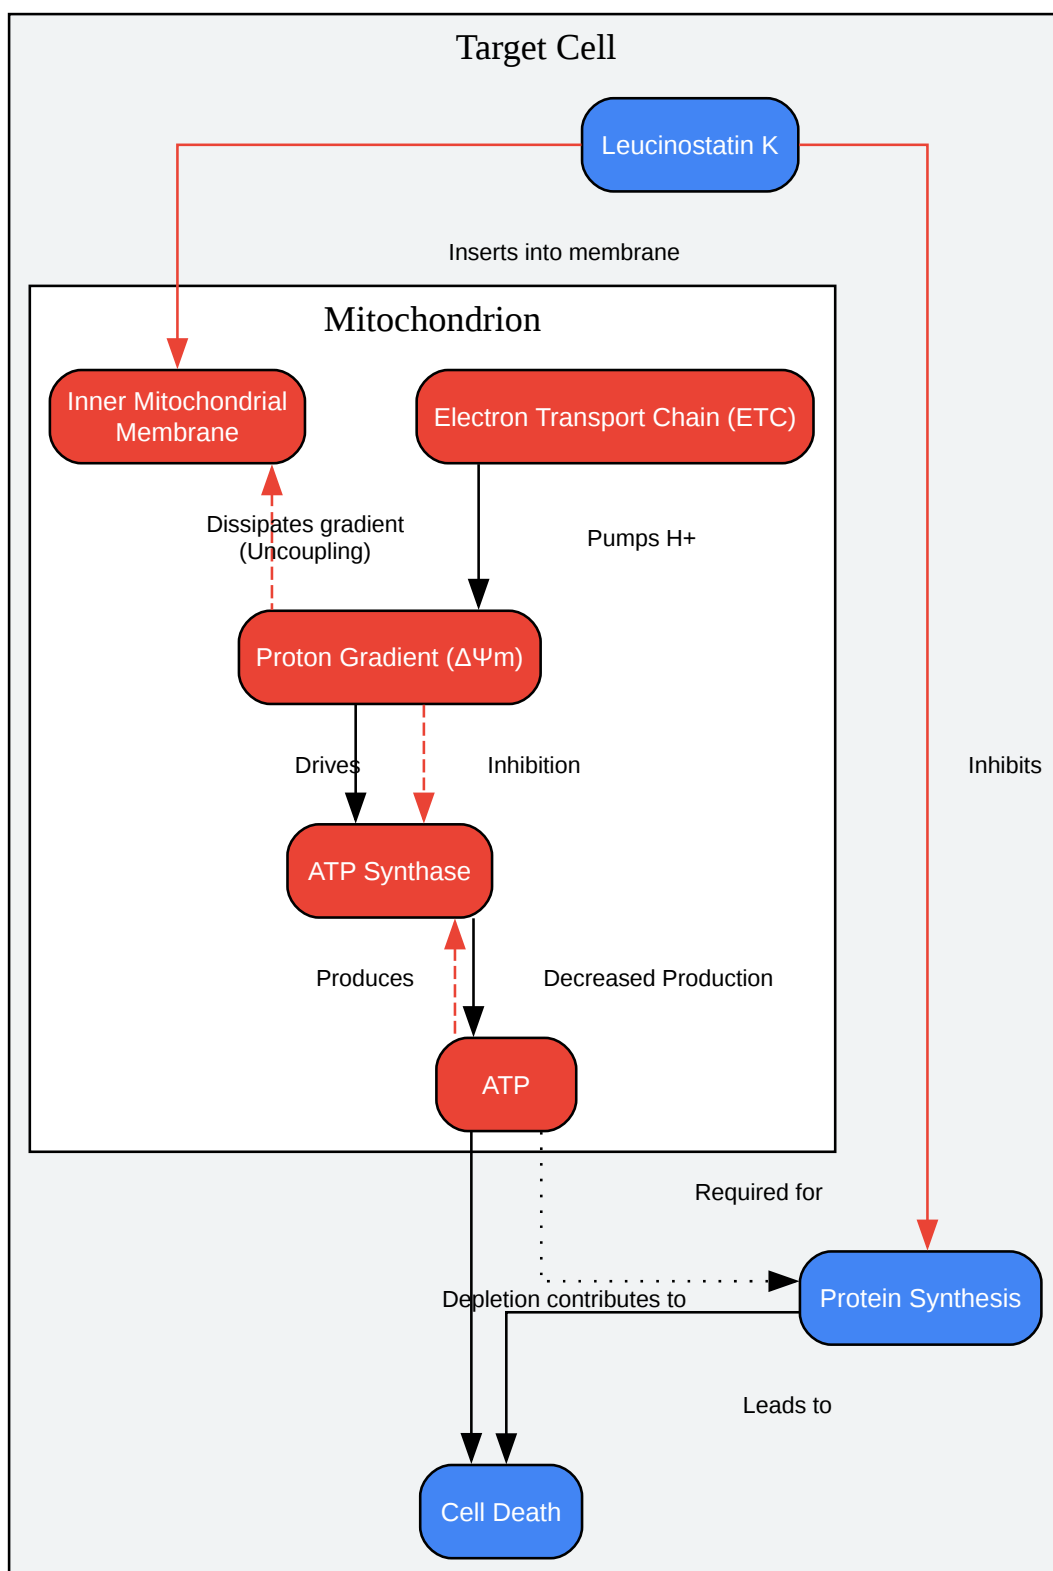 Target Cell
Leucinostatin K
Inserts into membrane
Mitochondrion
Inner Mitochondrial
Membrane
Electron Transport Chain (ETC)
Dissipates gradient
(Uncoupling)
Pumps H+
Proton Gradient (ΔΨm)
Drives
Inhibition
Inhibits
ATP Synthase
Produces
Decreased Production
ATP
Required for
Depletion contributes to
Protein Synthesis
Leads to
Cell Death